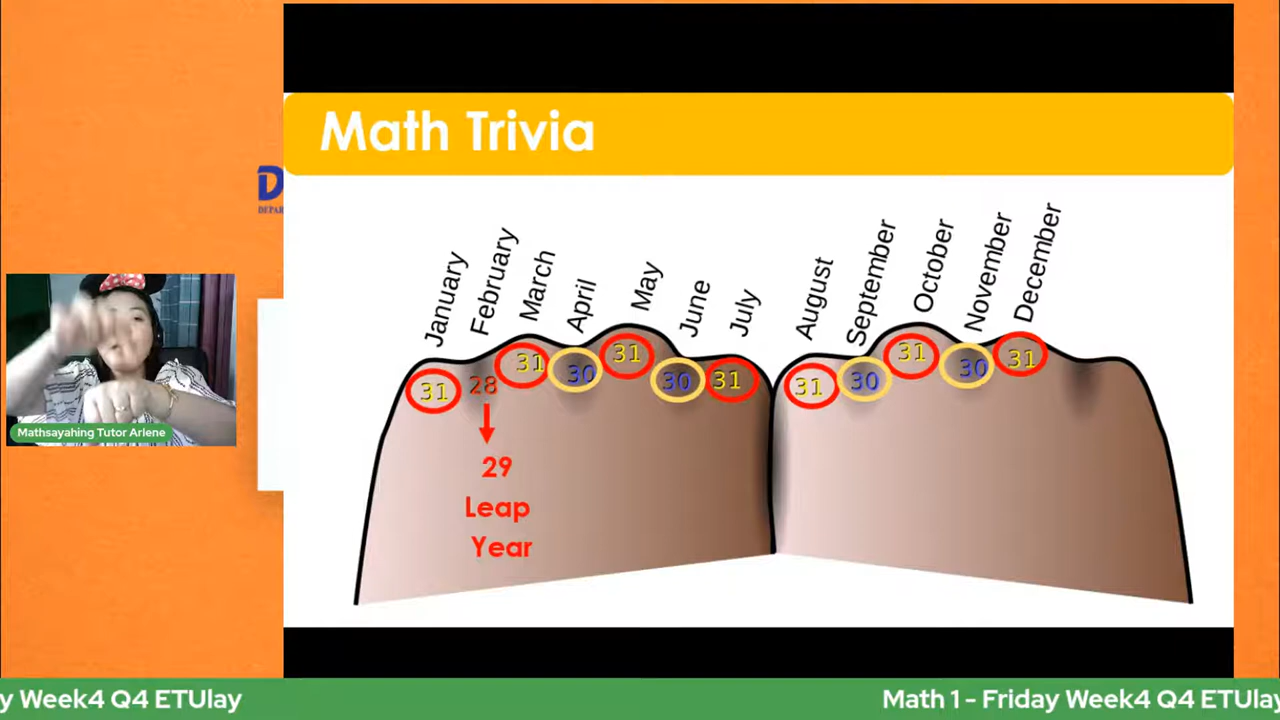 Math Trivia
January
February
March
April
May
June
July
August
September
October
November
December
31
28
31
30
31
30
31
31
30
31
30
31
29
Leap
Year
D
DEPAR
Mathsayahing Tutor Arlene
y Week4 Q4 ETUlay
Math 1 - Friday Week4 Q4 ETUlay